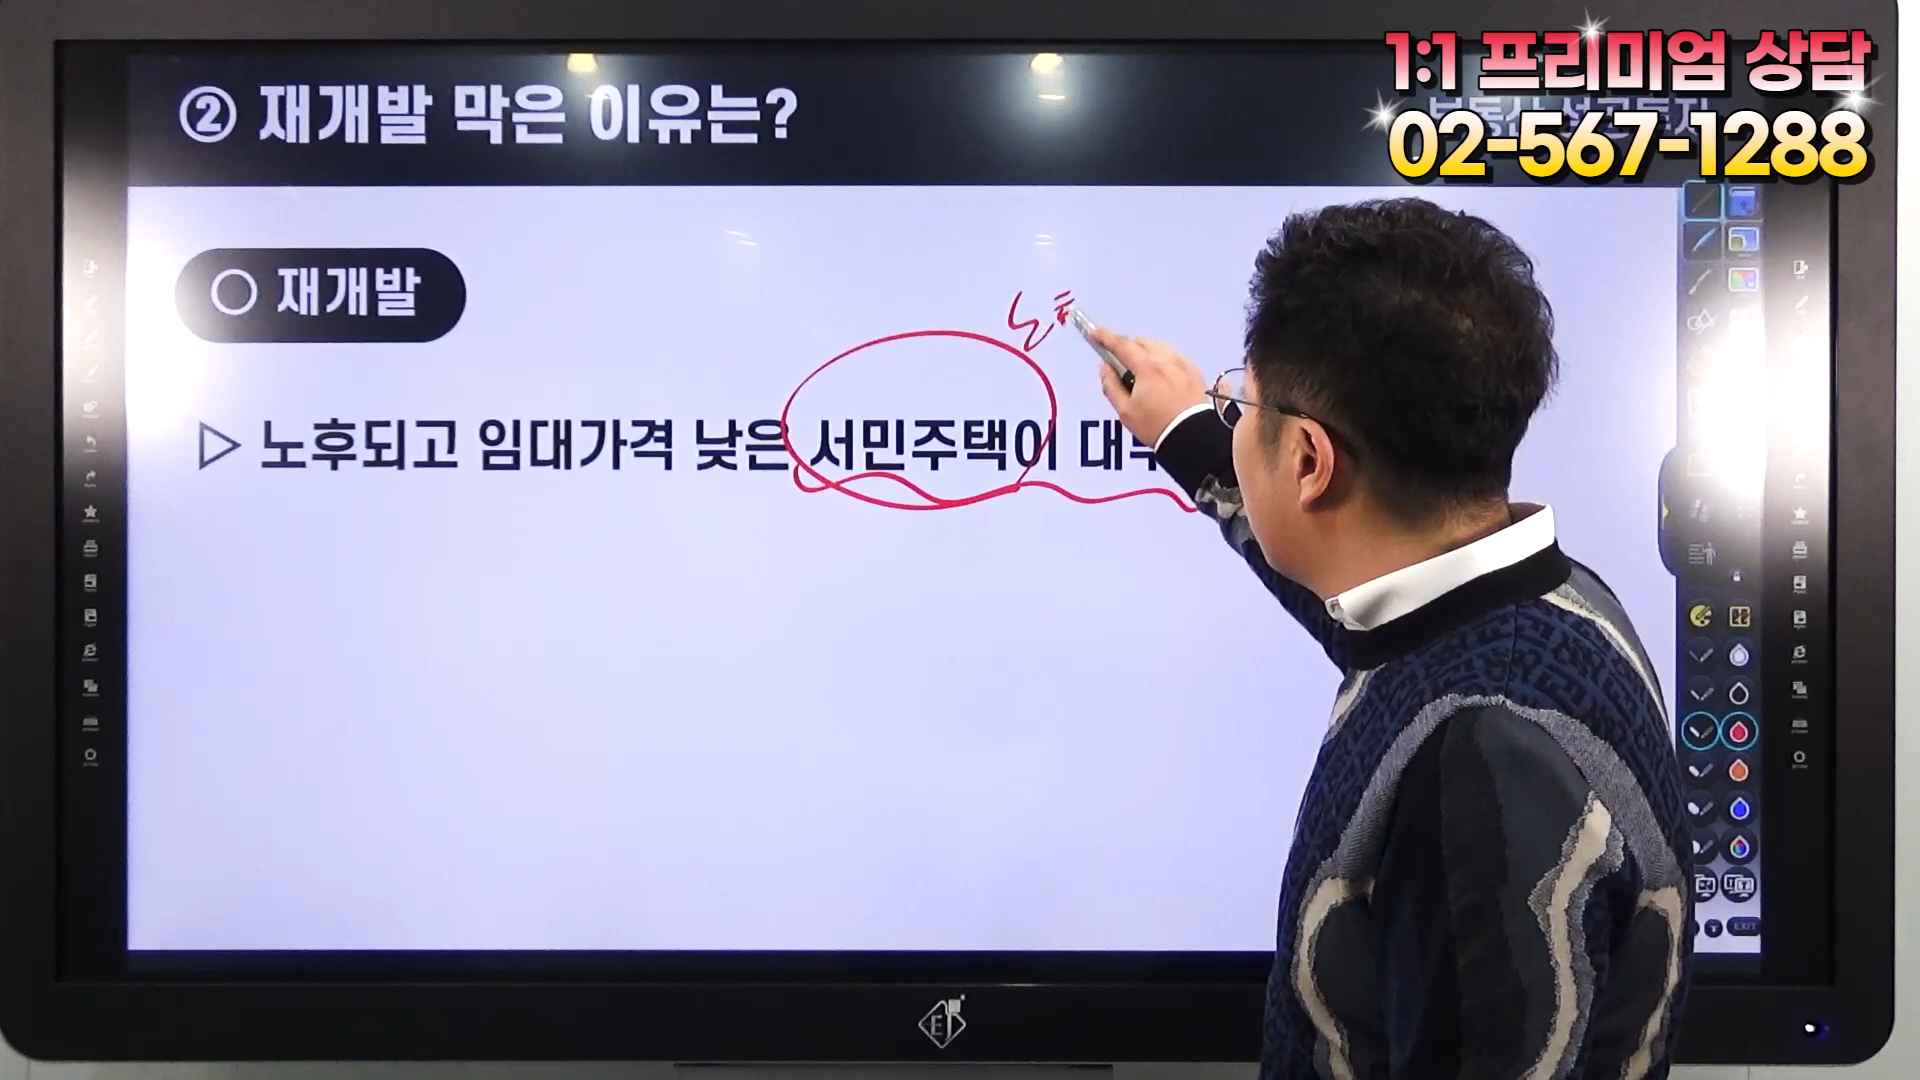 1:1 프리미엄 상담
02-567-1288
② 재개발 막은 이유는?
○ 재개발
노
▷ 노후되고 임대가격 낮은 서민주택이
EXIT